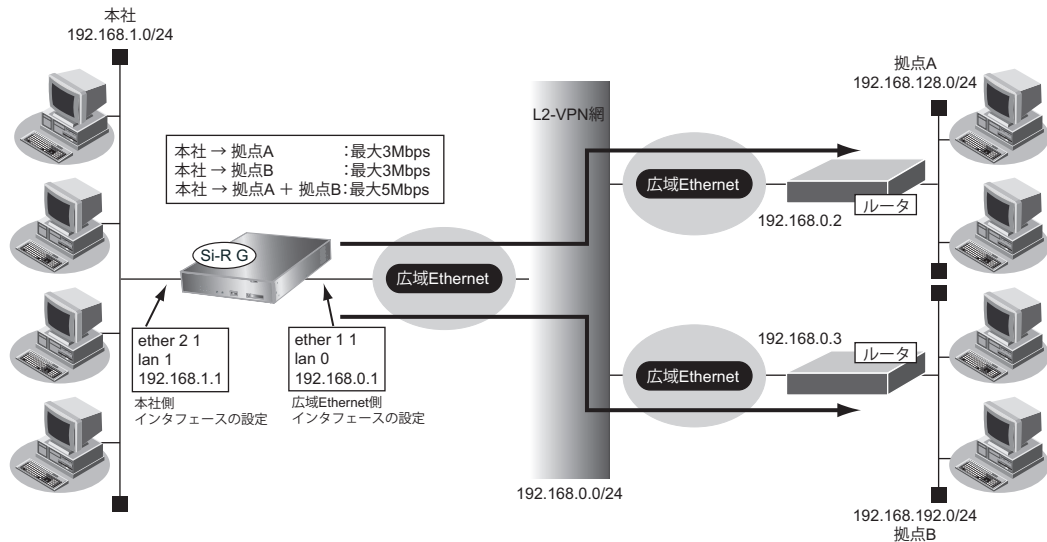 本社
192.168.1.0/24
本社 → 拠点A :最大3Mbps
本社 → 拠点B :最大3Mbps
本社 → 拠点A + 拠点B:最大5Mbps
Si-R G
広域Ethernet
ether 2 1
lan 1
192.168.1.1
本社側
インタフェースの設定
ether 1 1
lan 0
192.168.0.1
広域Ethernet側
インタフェースの設定
L2-VPN網
192.168.0.0/24
拠点A
192.168.128.0/24
広域Ethernet
ルータ
192.168.0.2
192.168.0.3
ルータ
広域Ethernet
192.168.192.0/24
拠点B